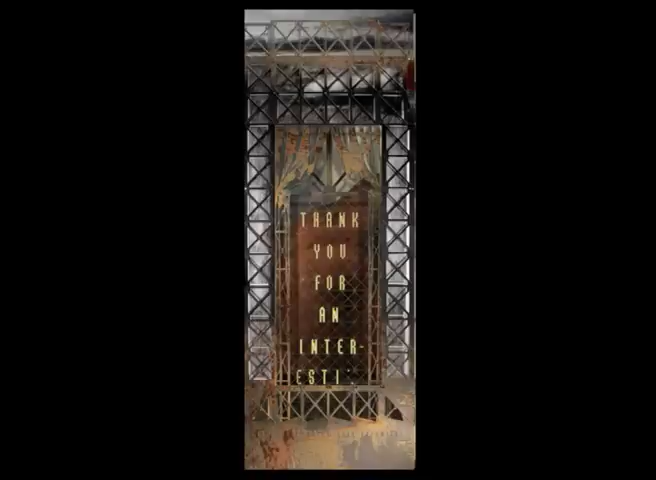 THANK
YOU
FOR
AN
INTER-
ESTI